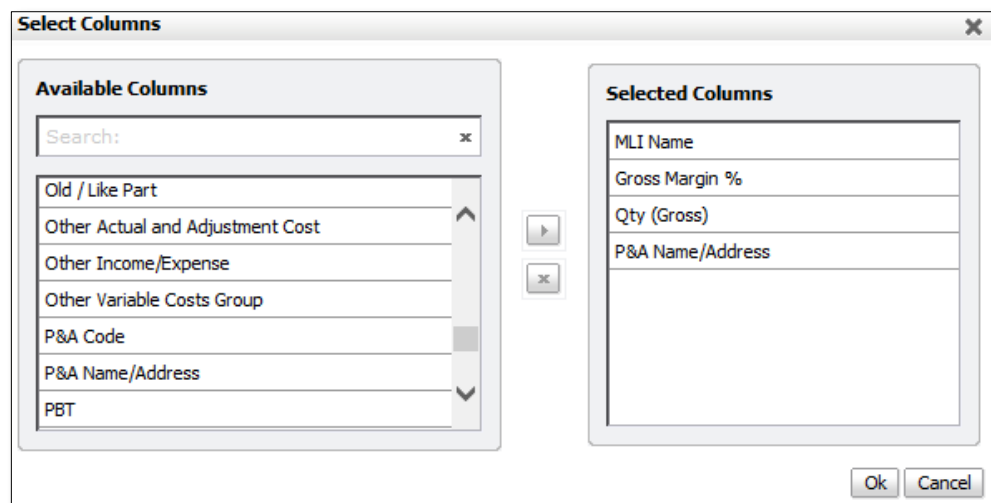 Select Columns
Available Columns
Search:
Old / Like Part
Other Actual and Adjustment Cost
Other Income/Expense
Other Variable Costs Group
P&A Code
P&A Name/Address
PBT
Selected Columns
MLI Name
Gross Margin %
Qty (Gross)
P&A Name/Address
Ok
Cancel